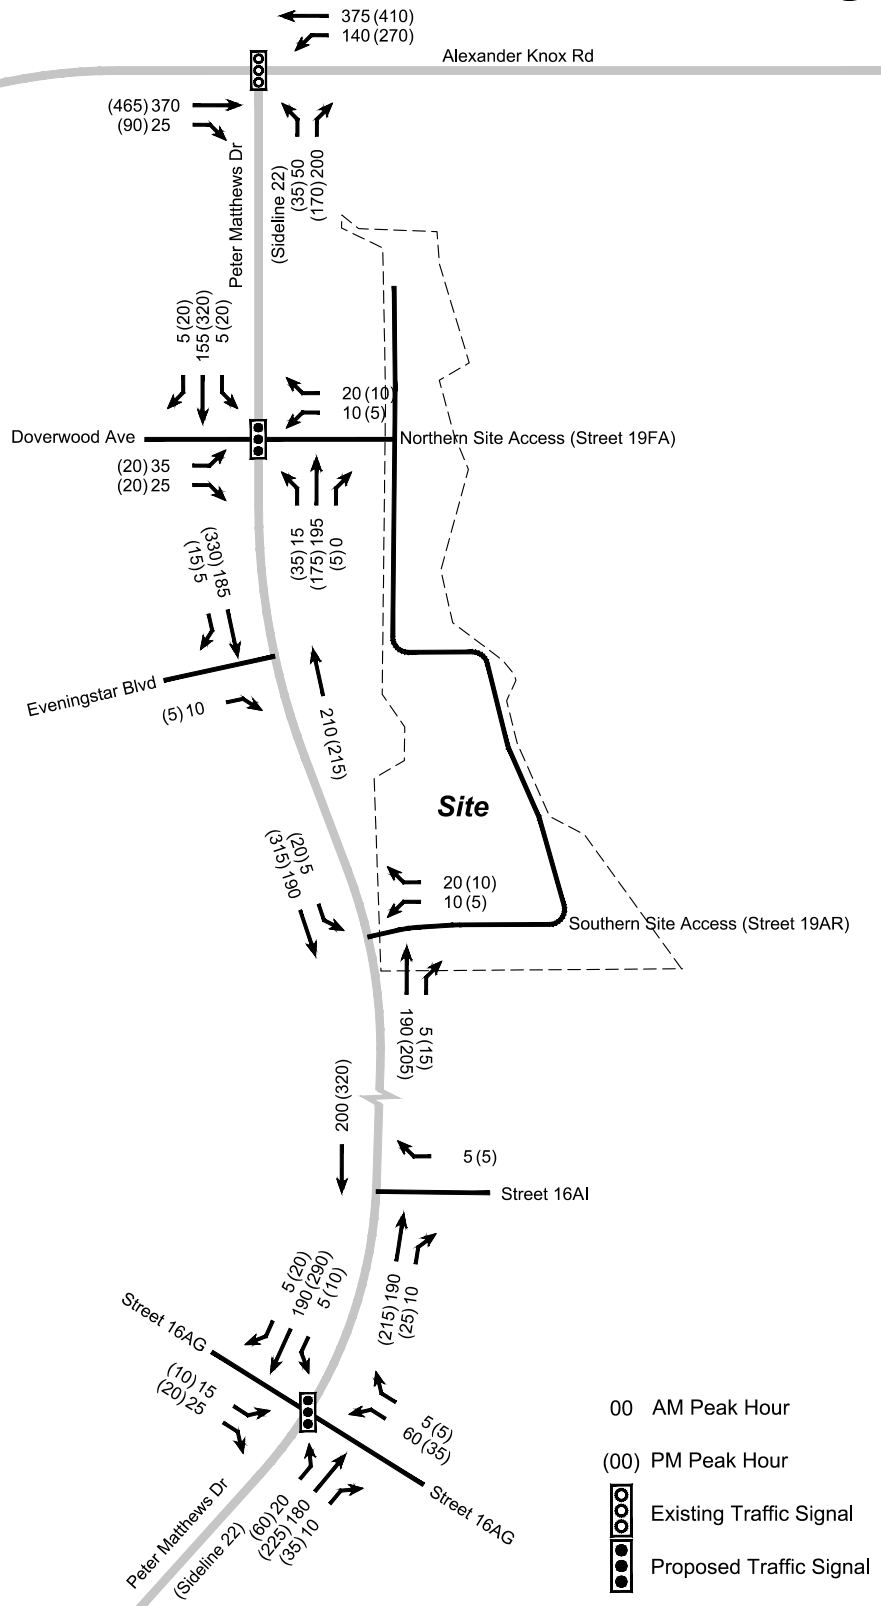 375 (410)
140 (270)
Alexander Knox Rd
(465) 370
(90) 25
Peter Matthews Dr
(Sideline 22)
(35) 50
(170) 200
5 (20)
155 (320)
5 (20)
20 (10)
10 (5)
Doverwood Ave
Northern Site Access (Street 19FA)
(20) 35
(20) 25
(35) 15
(175) 195
(5) 0
(330) 185
(15) 5
Eveningstar Blvd
(5) 10
210 (215)
Site
(20) 5
(315) 190
20 (10)
10 (5)
Southern Site Access (Street 19AR)
190 (205)
5 (15)
200 (320)
5 (5)
Street 16AI
(215) 190
(25) 10
5 (20)
190 (290)
5 (10)
Street 16AG
(10) 15
(20) 25
5 (5)
60 (35)
Street 16AG
(60) 20
(225) 180
(35) 10
Peter Matthews Dr
(Sideline 22)
00 AM Peak Hour
(00) PM Peak Hour
Existing Traffic Signal
Proposed Traffic Signal